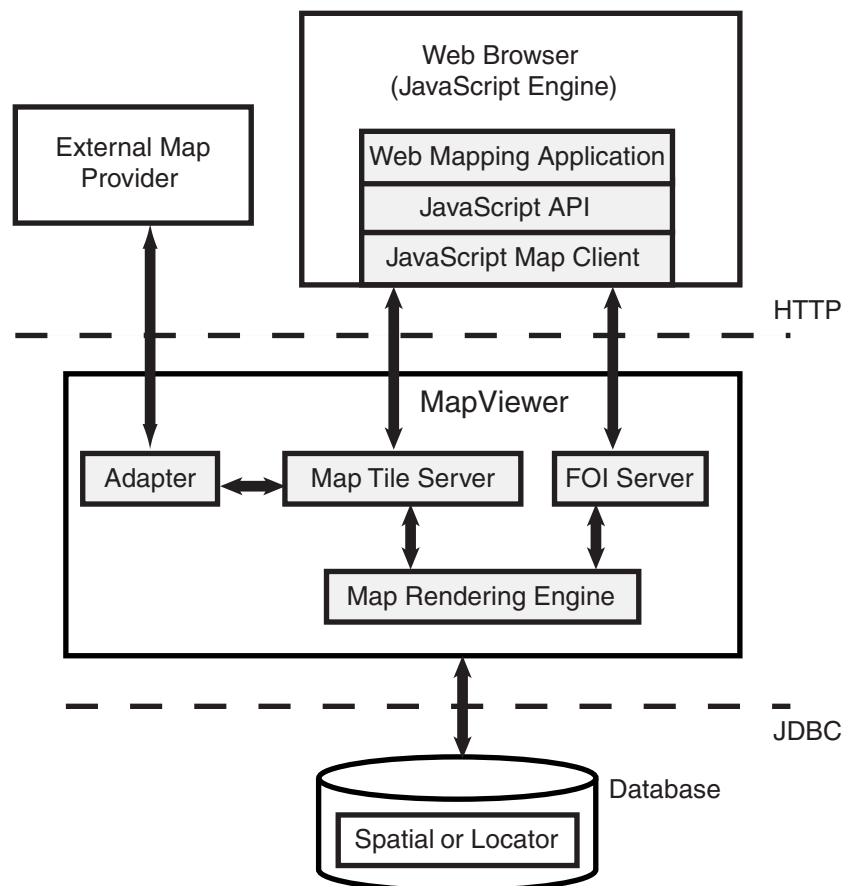 Web Browser
(JavaScript Engine)
External Map
Provider
Web Mapping Application
JavaScript API
JavaScript Map Client
HTTP
MapViewer
Adapter
Map Tile Server
FOI Server
Map Rendering Engine
JDBC
Database
Spatial or Locator